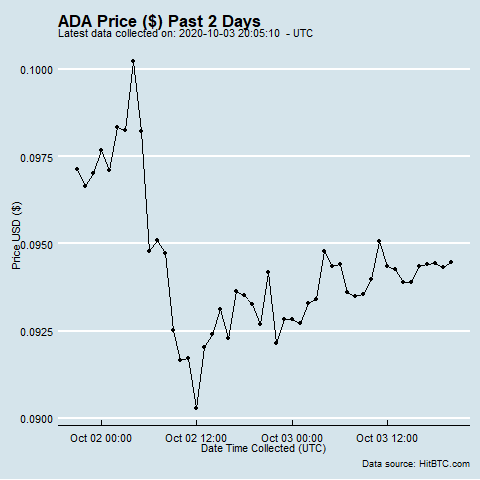 ADA Price ($) Past 2 Days
Latest data collected on: 2020-10-03 20:05:10  - UTC
0.1000
0.0975
0.0950
0.0925
0.0900
Price USD ($)
Oct 02 00:00
Oct 02 12:00
Oct 03 00:00
Oct 03 12:00
Date Time Collected (UTC)
Data source: HitBTC.com